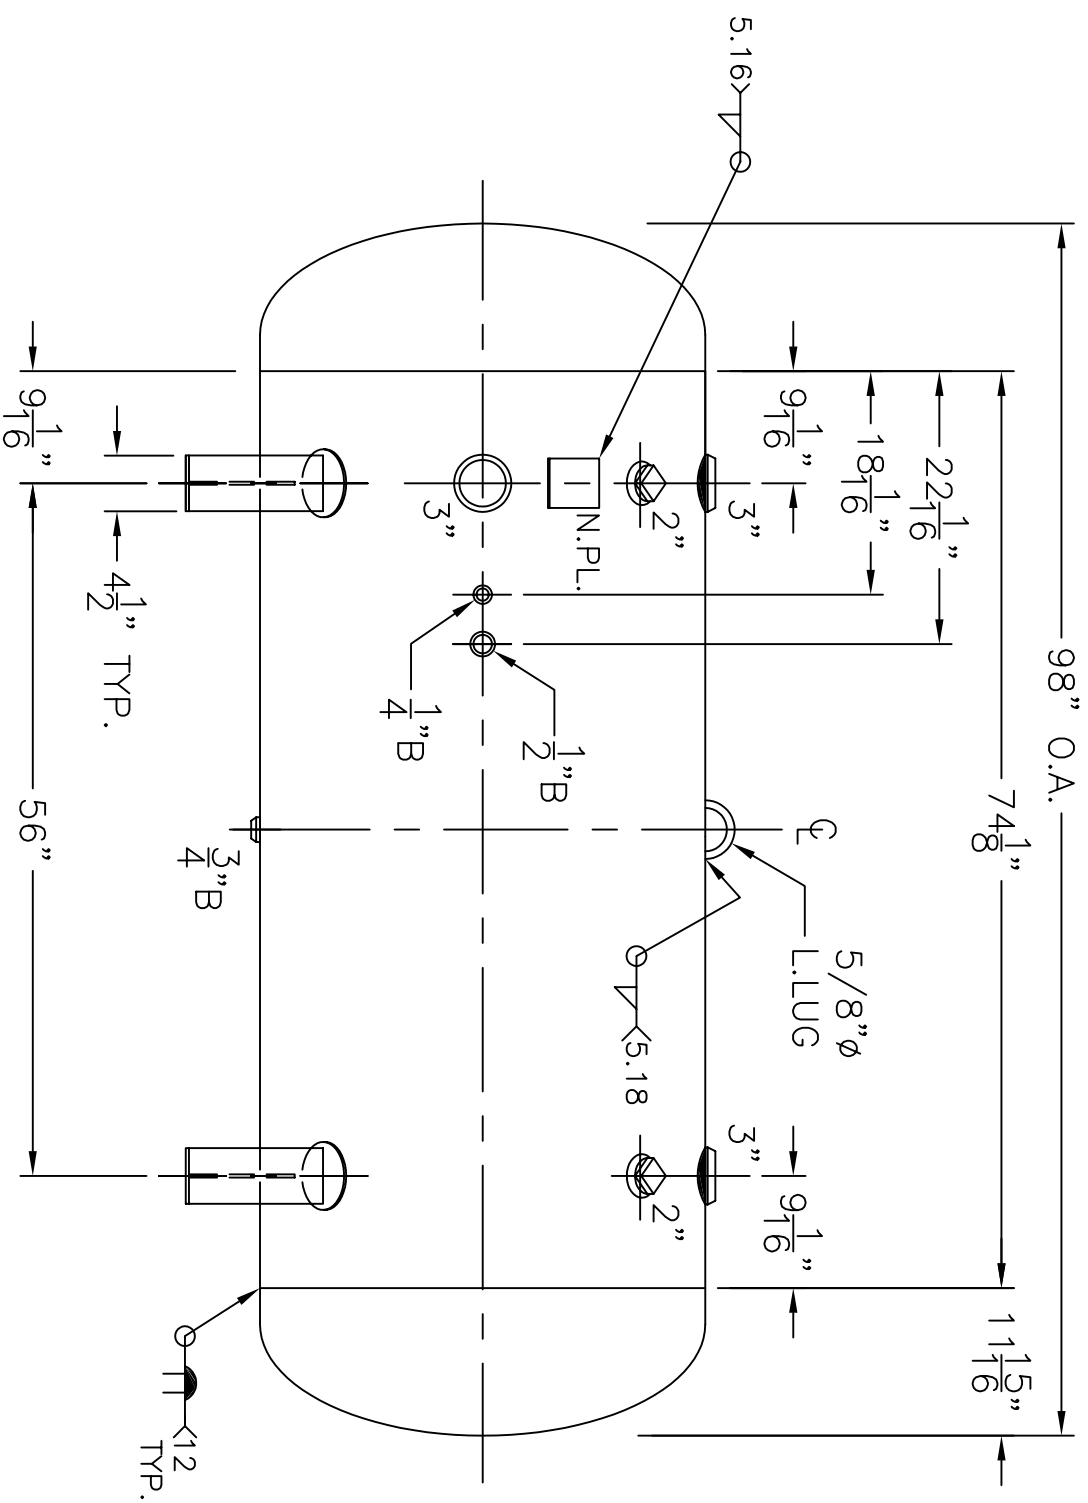 98" O.A.
74 1/8"
11 15/16"
22 1/16"
18 1/16"
5/8"ø
L.LUG
9 1/16"
℄
9 1/16"
5.16
3"
3"
2"
5.18
2"
N.PL.
1/2"B
3"
1/4"B
3/4"B
12
TYP.
4 1/2" TYP.
9 1/16"
56"